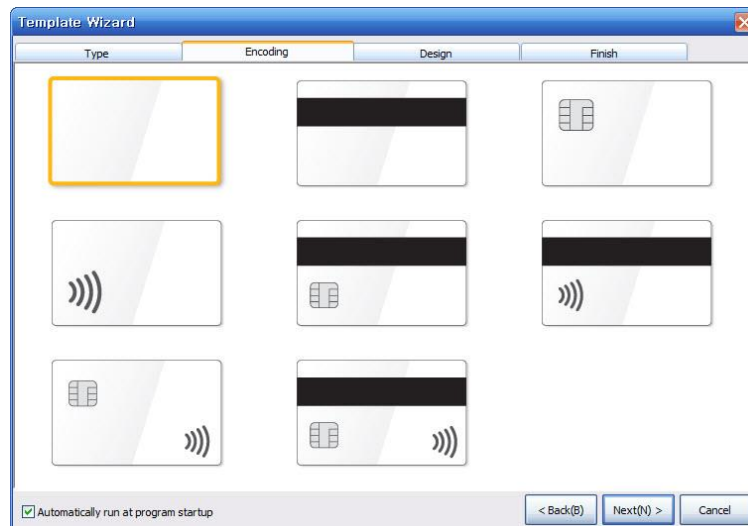 Template Wizard
Type Encoding Design Finish
Automatically run at program startup
< Back(B) Next(N) > Cancel